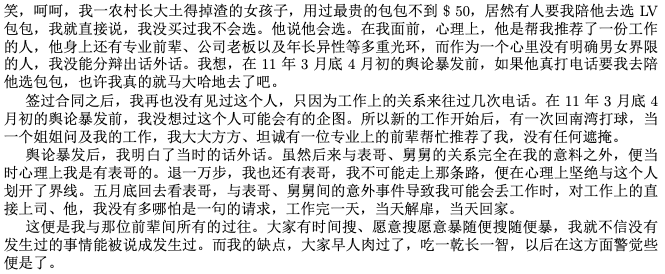 笑，呵呵，我一农村长大土得掉渣的女孩子，用过最贵的包包不到 $ 50，居然有人要我陪他去选 LV
包包，我就直接说，我没买过我不会选。他说他会选。在我面前，心理上，他是帮我推荐了一份工作
的人，他身上还有专业前辈、公司老板以及年长异性等多重光环，而作为一个心里没有明确男女界限
的人，我没能分辩出话外话。我想，在 11 年 3 月底 4 月初的舆论暴发前，如果他真打电话要我去陪
他选包包，也许我真的就马大哈地去了吧。
签过合同之后，我再也没有见过这个人，只因为工作上的关系来往过几次电话。在 11 年 3 月底 4
月初的舆论暴发前，我没想过这个人可能会有的企图。所以新的工作开始后，有一次回南湾打球，当
一个姐姐问及我的工作，我大大方方、坦诚有一位专业上的前辈帮忙推荐了我，没有任何遮掩。
舆论暴发后，我明白了当时的话外话。虽然后来与表哥、舅舅的关系完全在我的意料之外，便当
时心理上我是有表哥的。退一万步，我也还有表哥，我不可能走上那条路，便在心理上坚绝与这个人
划开了界线。五月底回去看表哥，与表哥、舅舅间的意外事件导致我可能会丢工作时，对工作上的直
接上司、他，我没有多哪怕是一句的请求，工作完一天，当天解雇，当天回家。
这便是我与那位前辈间所有的过往。大家有时间搜、愿意搜愿意暴随便搜随便暴，我就不信没有
发生过的事情能被说成发生过。而我的缺点，大家早人肉过了，吃一乾长一智，以后在这方面警觉些
便是了。